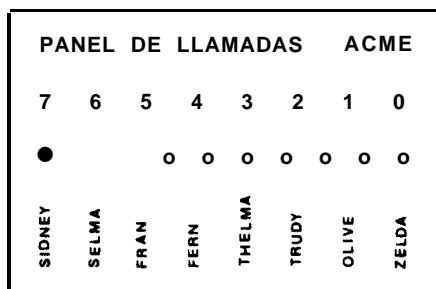 PANEL DE LLAMADAS ACME
7 6 5 4 3 2 1 0
● o o o o o o o
SIDNEY SELMA FRAN FERN THELMA TRUDY OLIVE ZELDA